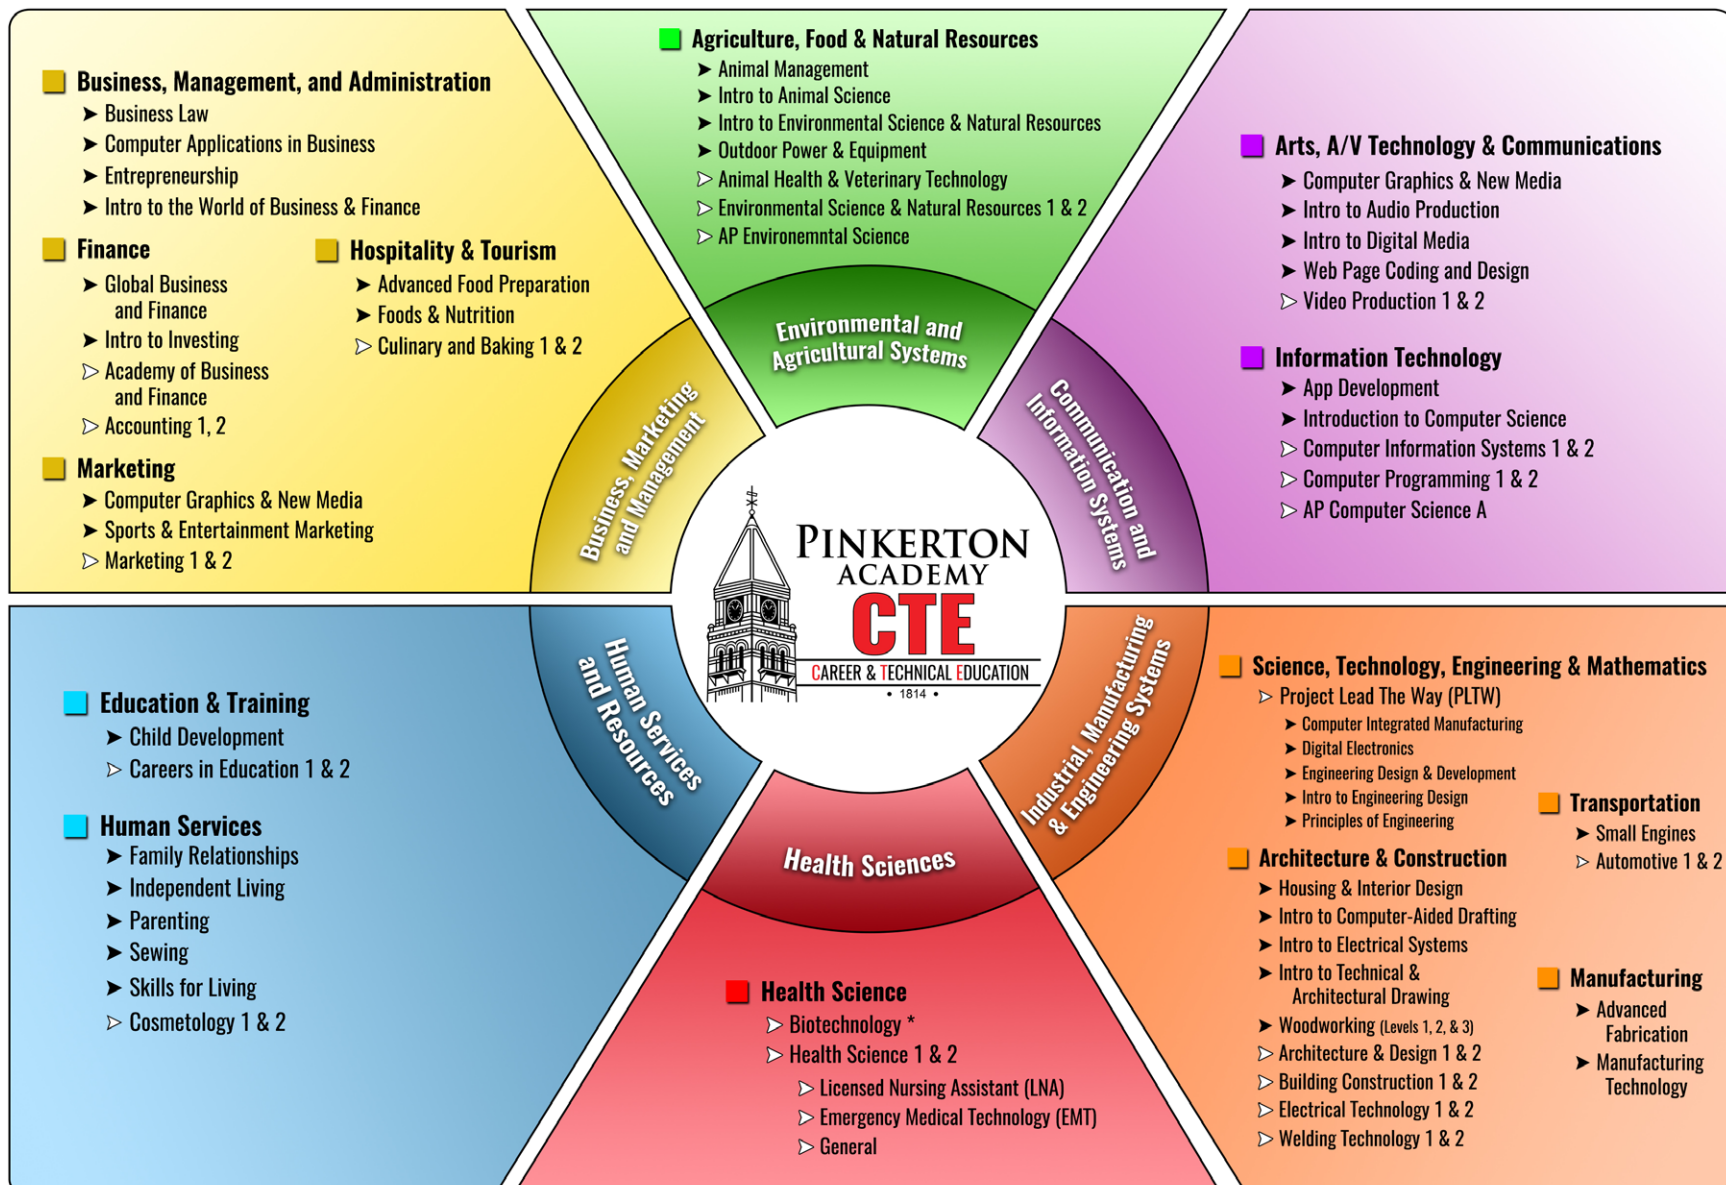 Business, Management, and Administration
Business Law
Computer Applications in Business
Entrepreneurship
Intro to the World of Business & Finance
Finance
Global Business
and Finance
Intro to Investing
Academy of Business
and Finance
Accounting 1, 2
Hospitality & Tourism
Advanced Food Preparation
Foods & Nutrition
Culinary and Baking 1 & 2
Marketing
Computer Graphics & New Media
Sports & Entertainment Marketing
Marketing 1 & 2
Business, Marketing
and Management
Agriculture, Food & Natural Resources
Animal Management
Intro to Animal Science
Intro to Environmental Science & Natural Resources
Outdoor Power & Equipment
Animal Health & Veterinary Technology
Environmental Science & Natural Resources 1 & 2
AP Environemntal Science
Environmental and
Agricultural Systems
Arts, A/V Technology & Communications
Computer Graphics & New Media
Intro to Audio Production
Intro to Digital Media
Web Page Coding and Design
Video Production 1 & 2
Information Technology
App Development
Introduction to Computer Science
Computer Information Systems 1 & 2
Computer Programming 1 & 2
AP Computer Science A
Communication and
Information Systems
PINKERTON
ACADEMY
CTE
CAREER & TECHNICAL EDUCATION
• 1814 •
Education & Training
Child Development
Careers in Education 1 & 2
Human Services
Family Relationships
Independent Living
Parenting
Sewing
Skills for Living
Cosmetology 1 & 2
Human Services
and Resources
Health Sciences
Health Science
Biotechnology *
Health Science 1 & 2
Licensed Nursing Assistant (LNA)
Emergency Medical Technology (EMT)
General
Industrial, Manufacturing
& Engineering Systems
Science, Technology, Engineering & Mathematics
Project Lead The Way (PLTW)
Computer Integrated Manufacturing
Digital Electronics
Engineering Design & Development
Intro to Engineering Design
Principles of Engineering
Transportation
Small Engines
Automotive 1 & 2
Architecture & Construction
Housing & Interior Design
Intro to Computer-Aided Drafting
Intro to Electrical Systems
Intro to Technical &
Architectural Drawing
Woodworking (Levels 1, 2, & 3)
Architecture & Design 1 & 2
Building Construction 1 & 2
Electrical Technology 1 & 2
Welding Technology 1 & 2
Manufacturing
Advanced
Fabrication
Manufacturing
Technology